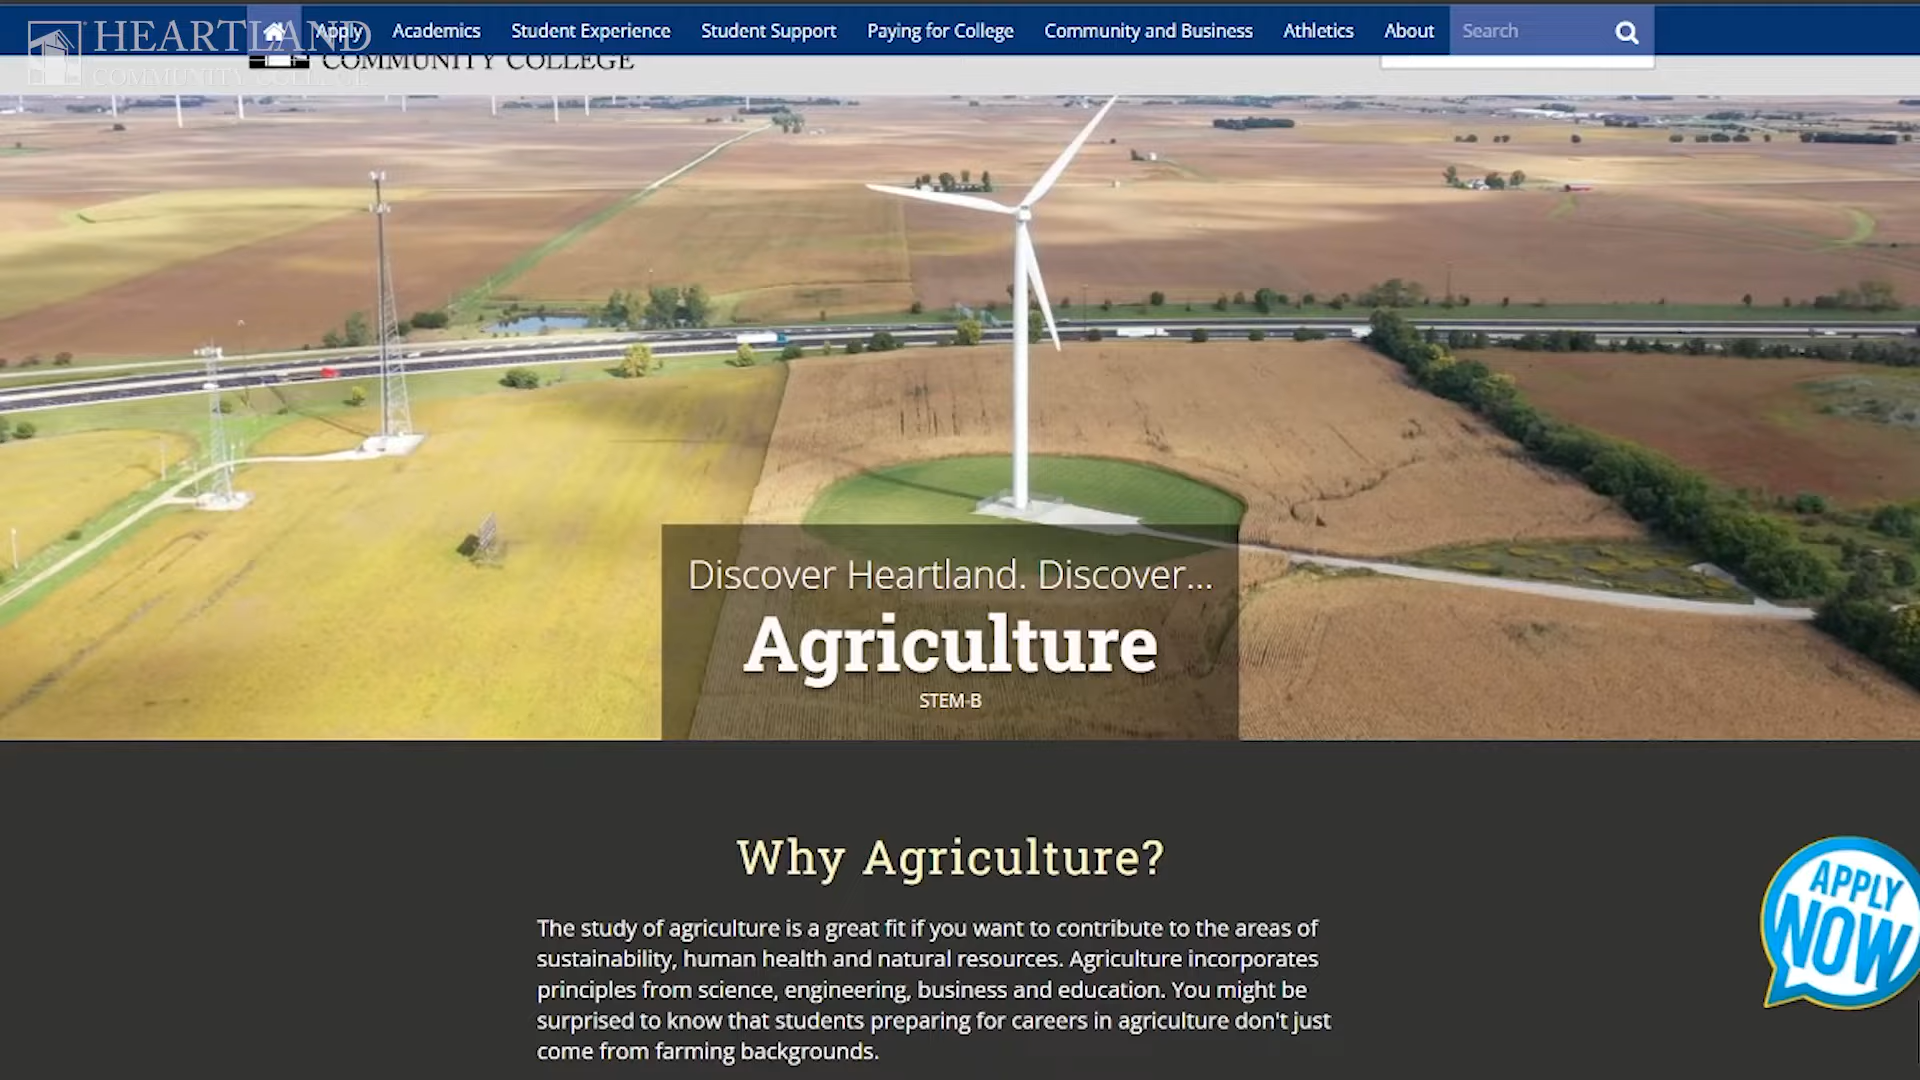 HEARTLAND
COMMUNITY COLLEGE
Apply
Academics
Student Experience
Student Support
Paying for College
Community and Business
Athletics
About
Search
COMMUNITY COLLEGE
Discover Heartland. Discover...
Agriculture
STEM-B
Why Agriculture?
The study of agriculture is a great fit if you want to contribute to the areas of
sustainability, human health and natural resources. Agriculture incorporates
principles from science, engineering, business and education. You might be
surprised to know that students preparing for careers in agriculture don't just
come from farming backgrounds.
APPLY
NOW